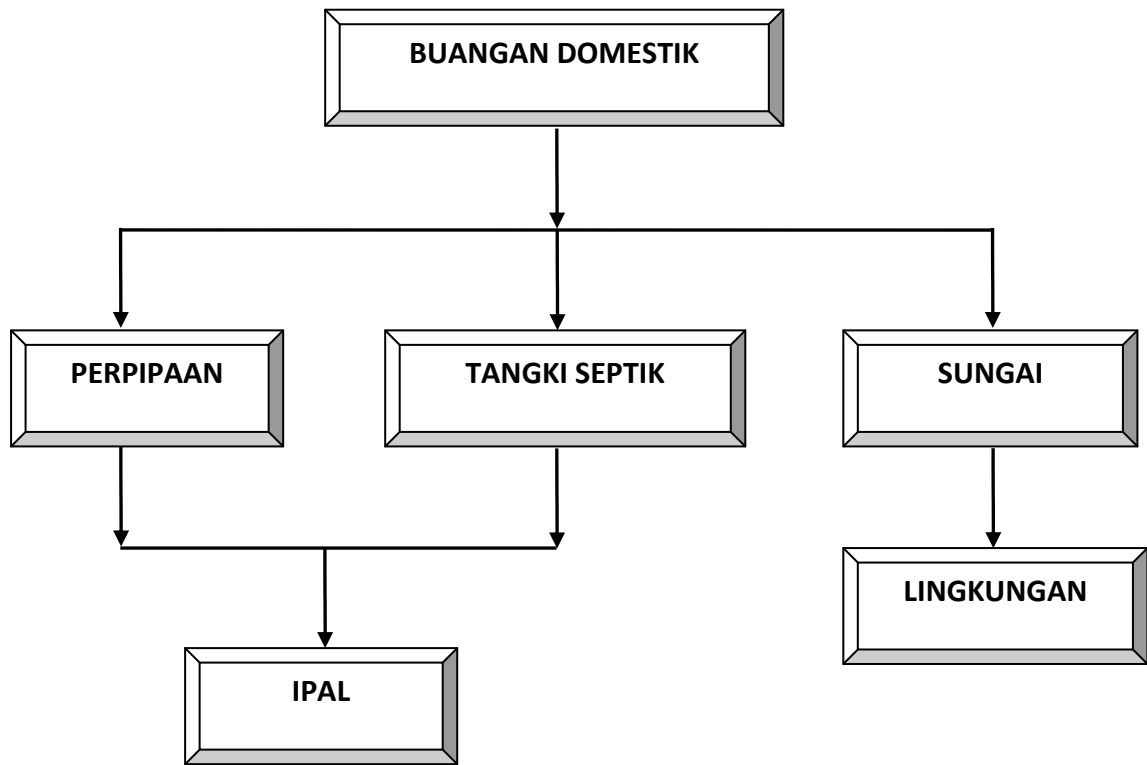 BUANGAN DOMESTIK
PERPIPAAN
TANGKI SEPTIK
SUNGAI
LINGKUNGAN
IPAL